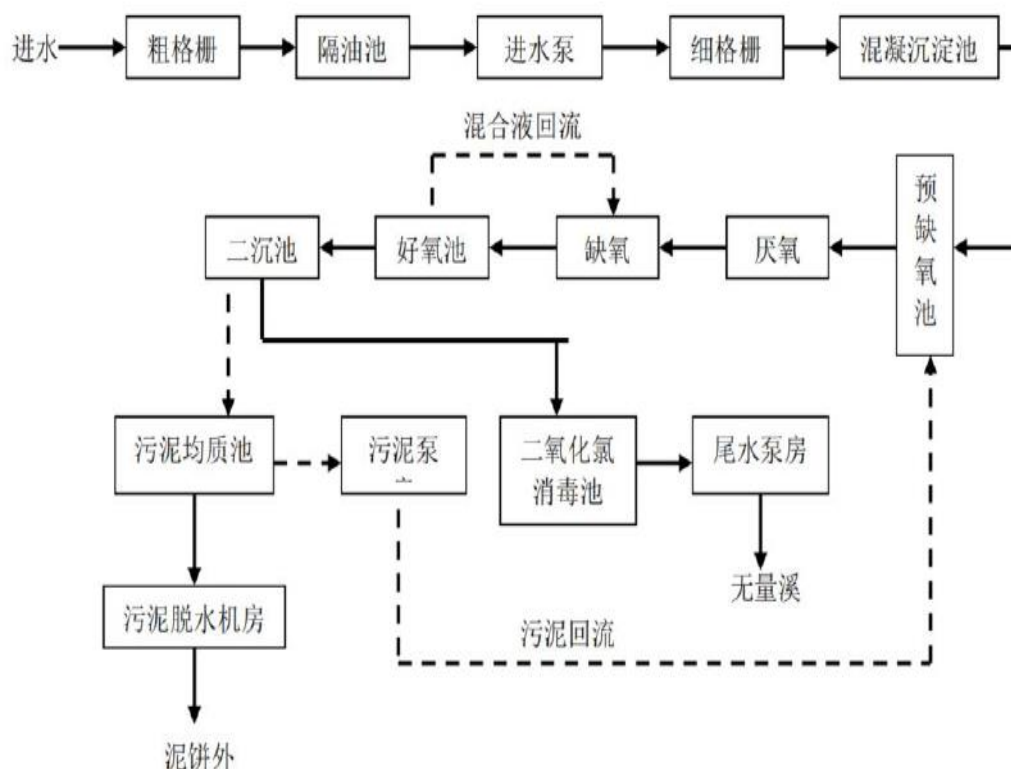 进水
粗格栅
隔油池
进水泵
细格栅
混凝沉淀池
混合液回流
二沉池
好氧池
缺氧
厌氧
预
缺
氧
池
污泥均质池
污泥泵
二氧化氯
消毒池
尾水泵房
污泥脱水机房
无量溪
污泥回流
泥饼外